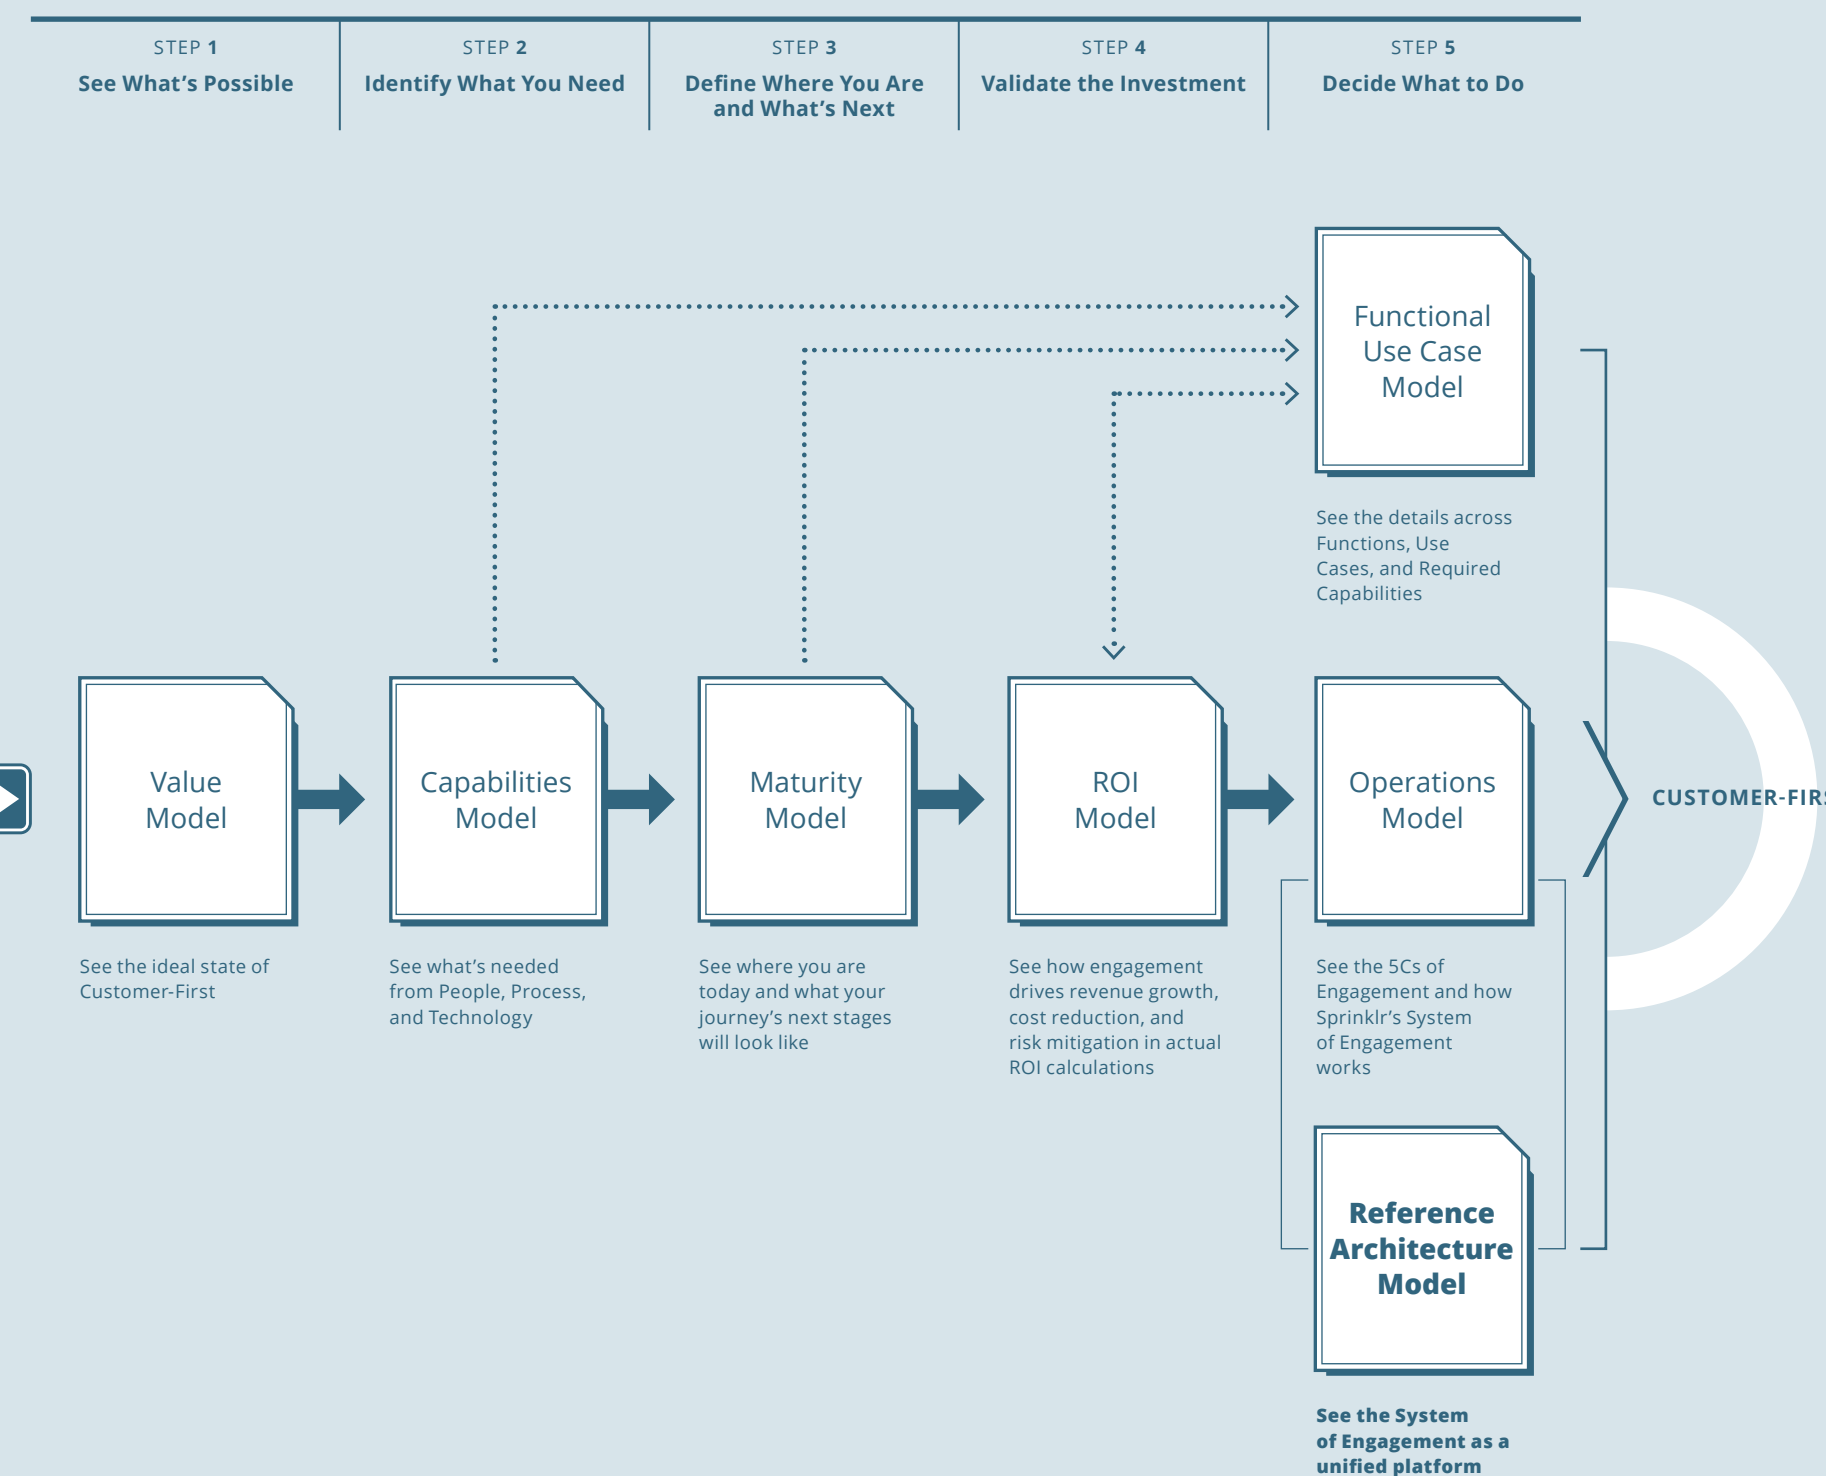 STEP 1
See What's Possible
STEP 2
Identify What You Need
STEP 3
Define Where You Are
and What's Next
STEP 4
Validate the Investment
STEP 5
Decide What to Do
Functional
Use Case
Model
See the details across
Functions, Use
Cases, and Required
Capabilities
Value
Model
See the ideal state of
Customer-First
Capabilities
Model
See what's needed
from People, Process,
and Technology
Maturity
Model
See where you are
today and what your
journey's next stages
will look like
ROI
Model
See how engagement
drives revenue growth,
cost reduction, and
risk mitigation in actual
ROI calculations
Operations
Model
See the 5Cs of
Engagement and how
Sprinklr's System
of Engagement
works
CUSTOMER-FIRS
Reference
Architecture
Model
See the System
of Engagement as a
unified platform